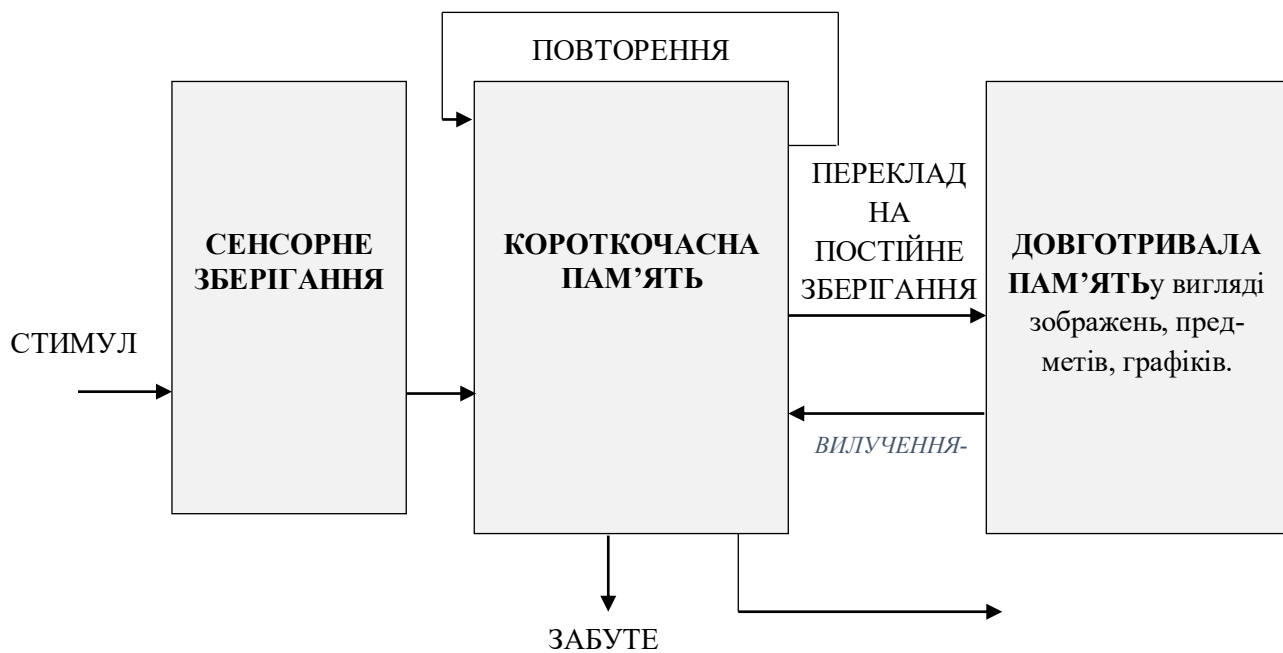 ПОВТОРЕННЯ
СТИМУЛ
СЕНСОРНЕ
ЗБЕРІГАННЯ
КОРОТКОЧАСНА
ПАМ’ЯТЬ
ПЕРЕКЛАД
НА
ПОСТІЙНЕ
ЗБЕРІГАННЯ
ВИЛУЧЕННЯ-
ДОВГОТРИВАЛА
ПАМ’ЯТЬу вигляді
зображень, пред-
метів, графіків.
ЗАБУТЕ